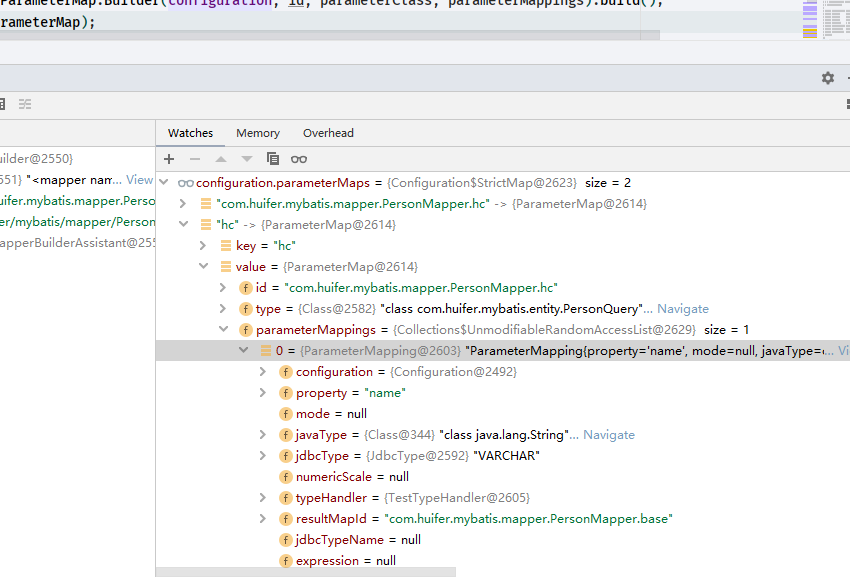 ParameterMap.Builder(configuration, id, parameterClass, parameterMappings).build();
rameterMap);
Watches Memory Overhead
uilder@2550}
551} "<mapper nam... View
uifer.mybatis.mapper.Perso
er/mybatis/mapper/Person
apperBuilderAssistant@255
configuration.parameterMaps = {Configuration$StrictMap@2623} size = 2
"com.huifer.mybatis.mapper.PersonMapper.hc" -> {ParameterMap@2614}
"hc" -> {ParameterMap@2614}
key = "hc"
value = {ParameterMap@2614}
id = "com.huifer.mybatis.mapper.PersonMapper.hc"
type = {Class@2582} "class com.huifer.mybatis.entity.PersonQuery"... Navigate
parameterMappings = {Collections$UnmodifiableRandomAccessList@2629} size = 1
0 = {ParameterMapping@2603} "ParameterMapping{property='name', mode=null, javaType=c... Vi
configuration = {Configuration@2492}
property = "name"
mode = null
javaType = {Class@344} "class java.lang.String"... Navigate
jdbcType = {JdbcType@2592} "VARCHAR"
numericScale = null
typeHandler = {TestTypeHandler@2605}
resultMapId = "com.huifer.mybatis.mapper.PersonMapper.base"
jdbcTypeName = null
expression = null